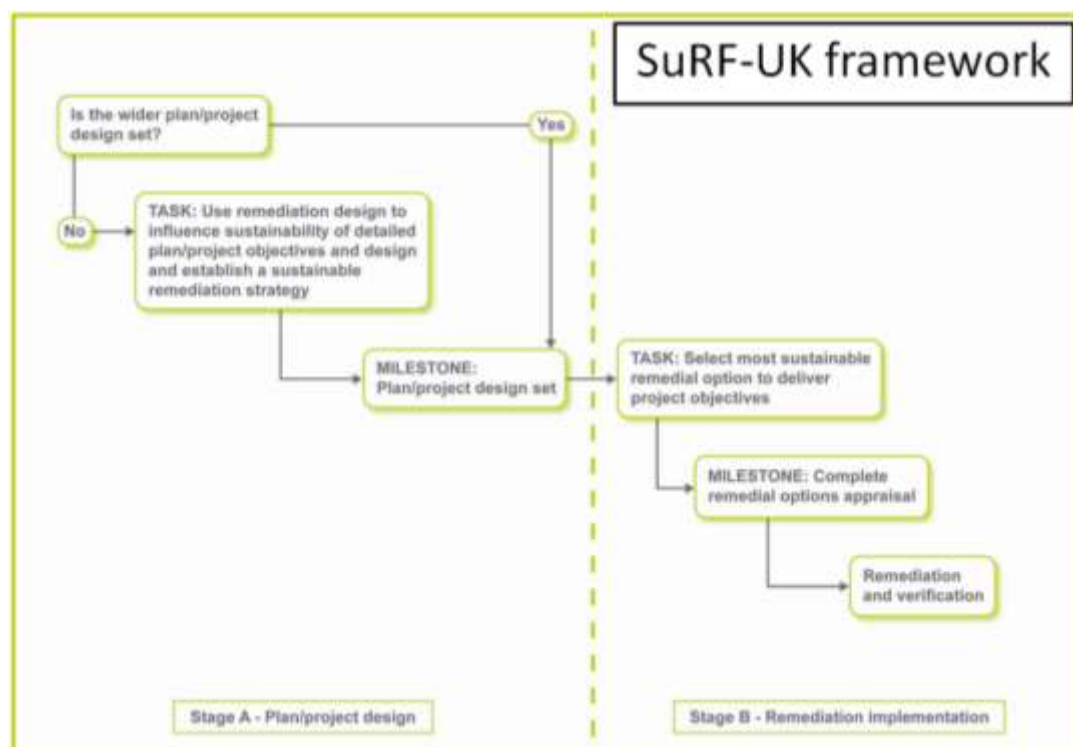 SuRF-UK framework
Is the wider plan/project
design set?
Yes
No
TASK: Use remediation design to
influence sustainability of detailed
plan/project objectives and design
and establish a sustainable
remediation strategy
MILESTONE:
Plan/project design set
TASK: Select most sustainable
remedial option to deliver
project objectives
MILESTONE: Complete
remedial options appraisal
Remediation
and verification
Stage A - Plan/project design
Stage B - Remediation implementation